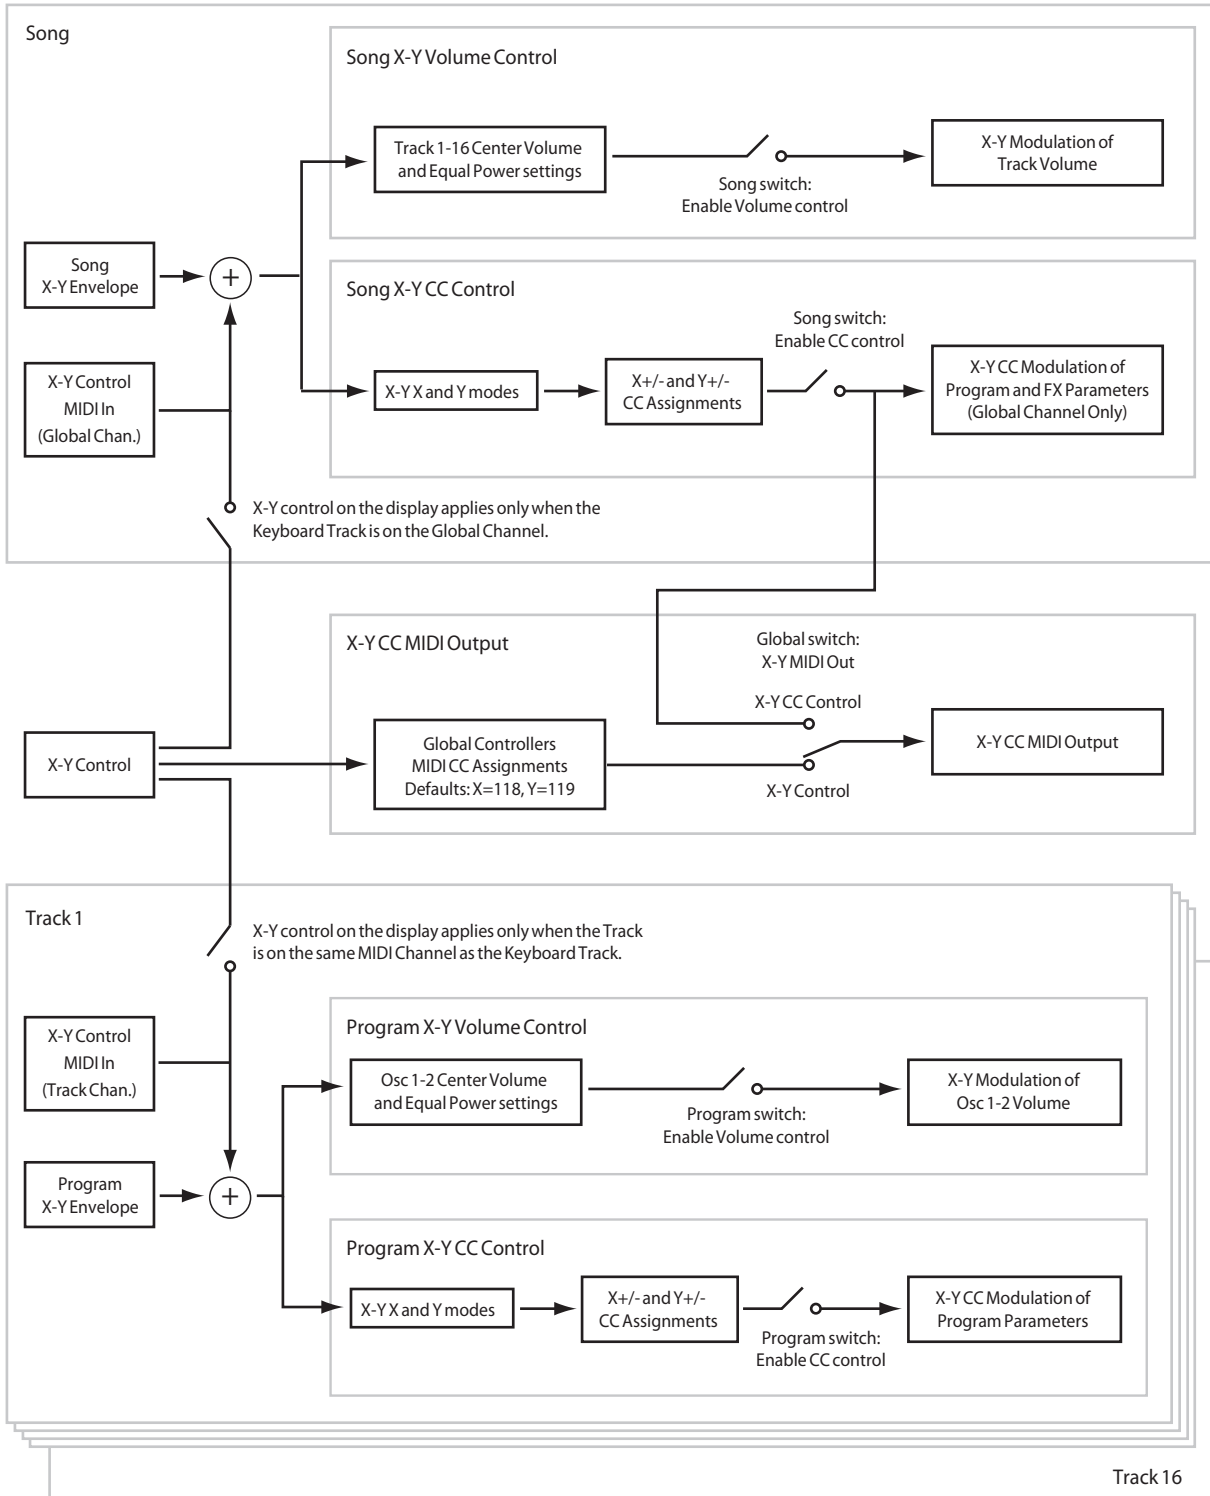 Song
Song X-Y Volume Control
Track 1-16 Center Volume
and Equal Power settings
Song switch:
Enable Volume control
X-Y Modulation of
Track Volume
Song
X-Y Envelope
+
Song X-Y CC Control
X-Y X and Y modes
X+/- and Y+/-
CC Assignments
Song switch:
Enable CC control
X-Y CC Modulation of
Program and FX Parameters
(Global Channel Only)
X-Y Control
MIDI In
(Global Chan.)
X-Y control on the display applies only when the
Keyboard Track is on the Global Channel.
X-Y CC MIDI Output
Global switch:
X-Y MIDI Out
X-Y CC Control
X-Y Control
Global Controllers
MIDI CC Assignments
Defaults: X=118, Y=119
X-Y Control
X-Y CC MIDI Output
Track 1
X-Y control on the display applies only when the Track
is on the same MIDI Channel as the Keyboard Track.
X-Y Control
MIDI In
(Track Chan.)
Program X-Y Volume Control
Osc 1-2 Center Volume
and Equal Power settings
Program switch:
Enable Volume control
X-Y Modulation of
Osc 1-2 Volume
Program
X-Y Envelope
+
Program X-Y CC Control
X-Y X and Y modes
X+/- and Y+/-
CC Assignments
Program switch:
Enable CC control
X-Y CC Modulation of
Program Parameters
Track 16